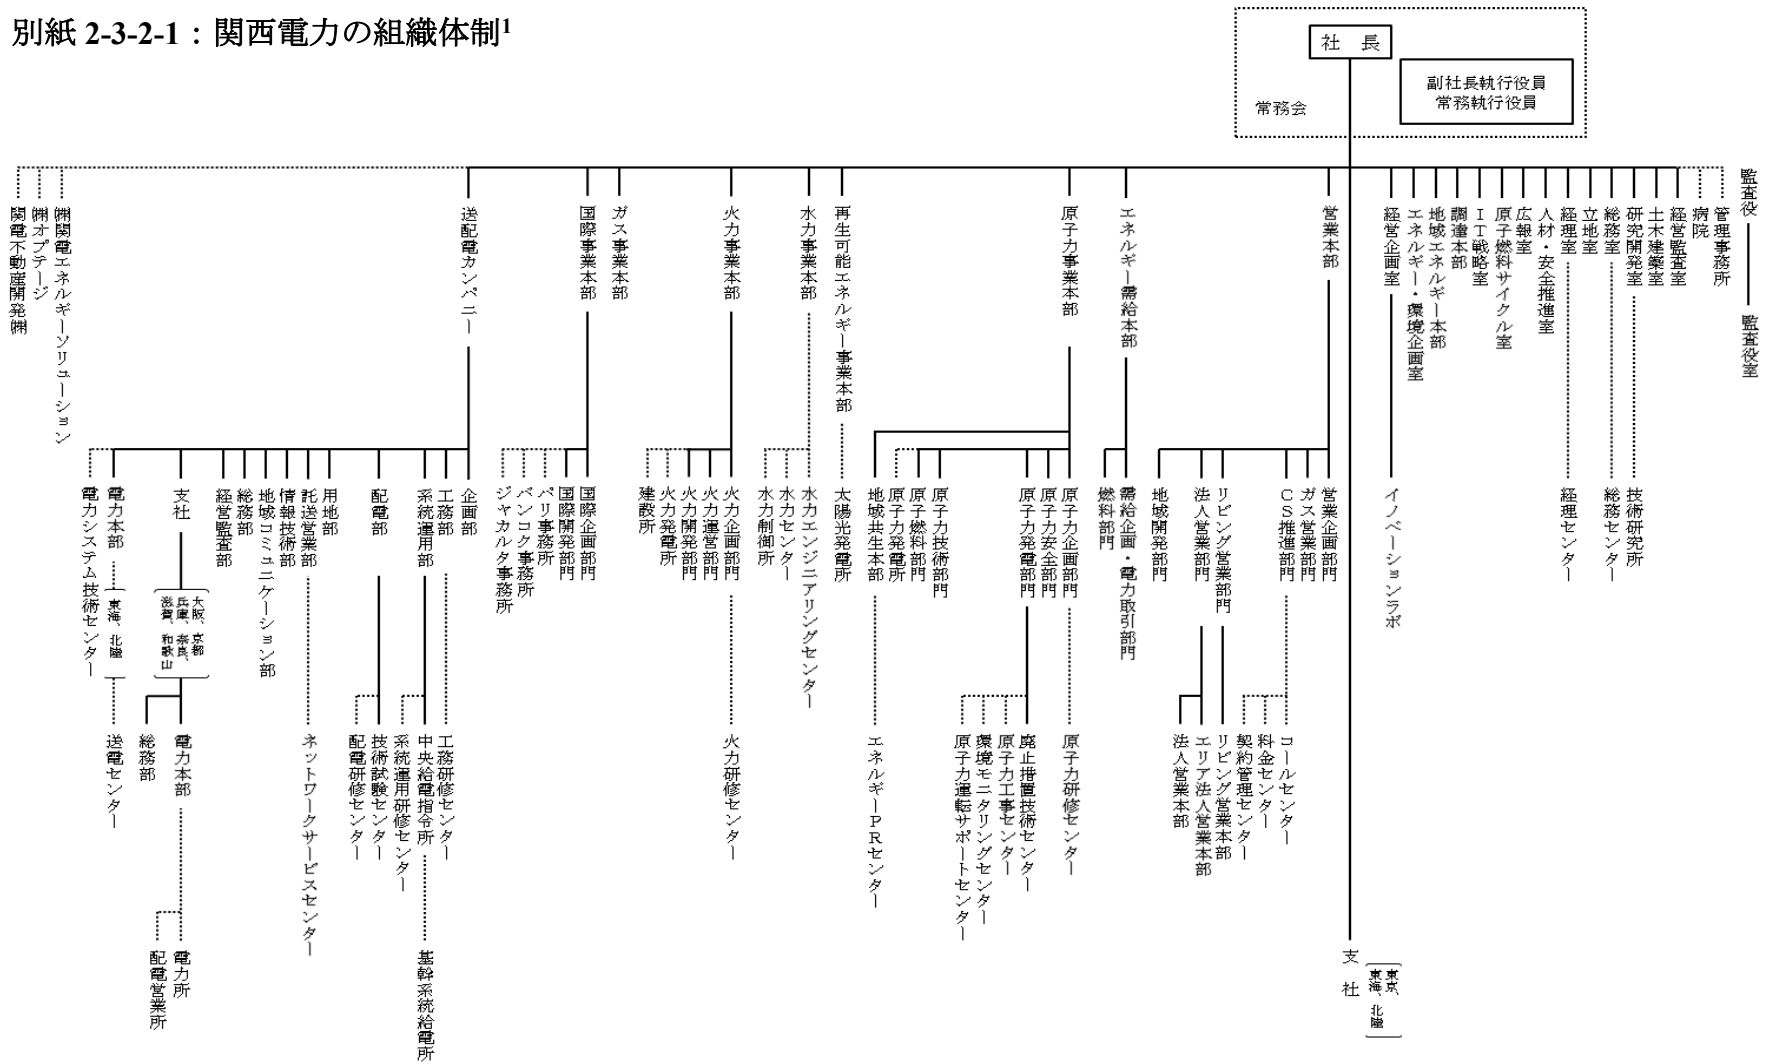 別紙 2-3-2-1：関西電力の組織体制1
社 長
副社長執行役員
常務執行役員
常務会
監査役
監査役室
管理事務所
病院
経営監査室
土木建築室
研究開発室
総務室
立地室
経理室
人材・安全推進室
広報室
原子燃料サイクル室
IT戦略室
調達本部
地域エネルギー本部
エネルギー・環境企画室
経営企画室
営業本部
エネルギー需給本部
原子力事業本部
再生可能エネルギー事業本部
水力事業本部
火力事業本部
ガス事業本部
国際事業本部
送配電カンパニー
㈱関電エネルギーソリューション
㈱オプテージ
関電不動産開発㈱
技術研究所
総務センター
経理センター
イノベーションラボ
営業企画部門
ガス営業部門
CS推進部門
リビング営業部門
法人営業部門
地域開発部門
需給企画・電力取引部門
燃料部門
原子力企画部門
原子力安全部門
原子力発電部門
原子力技術部門
原子燃料部門
原子力発電所
地域共生本部
太陽光発電所
水力エンジニアリングセンター
水力センター
水力制御所
火力企画部門
火力運営部門
火力開発部門
火力発電所
建設所
国際企画部門
国際開発部門
パリ事務所
バンコク事務所
ジャカルタ事務所
企画部
工務部
系統運用部
配電部
用地部
託送営業部
情報技術部
地域コミュニケーション部
総務部
経営監査部
支社
大阪、京都
兵庫、奈良、
滋賀、和歌山
電力本部
東海、北陸
電力システム技術センター
コールセンター
料金センター
契約管理センター
リビング営業本部
エリア法人営業本部
法人営業本部
原子力研修センター
廃止措置技術センター
原子力工事センター
環境モニタリングセンター
原子力運転サポートセンター
エネルギーPRセンター
火力研修センター
工務研修センター
中央給電指令所
系統運用研修センター
技術試験センター
配電研修センター
ネットワークサービスセンター
電力本部
総務部
送電センター
支 社
東京、
東海、北陸
基幹系統給電所
電力所
配電営業所